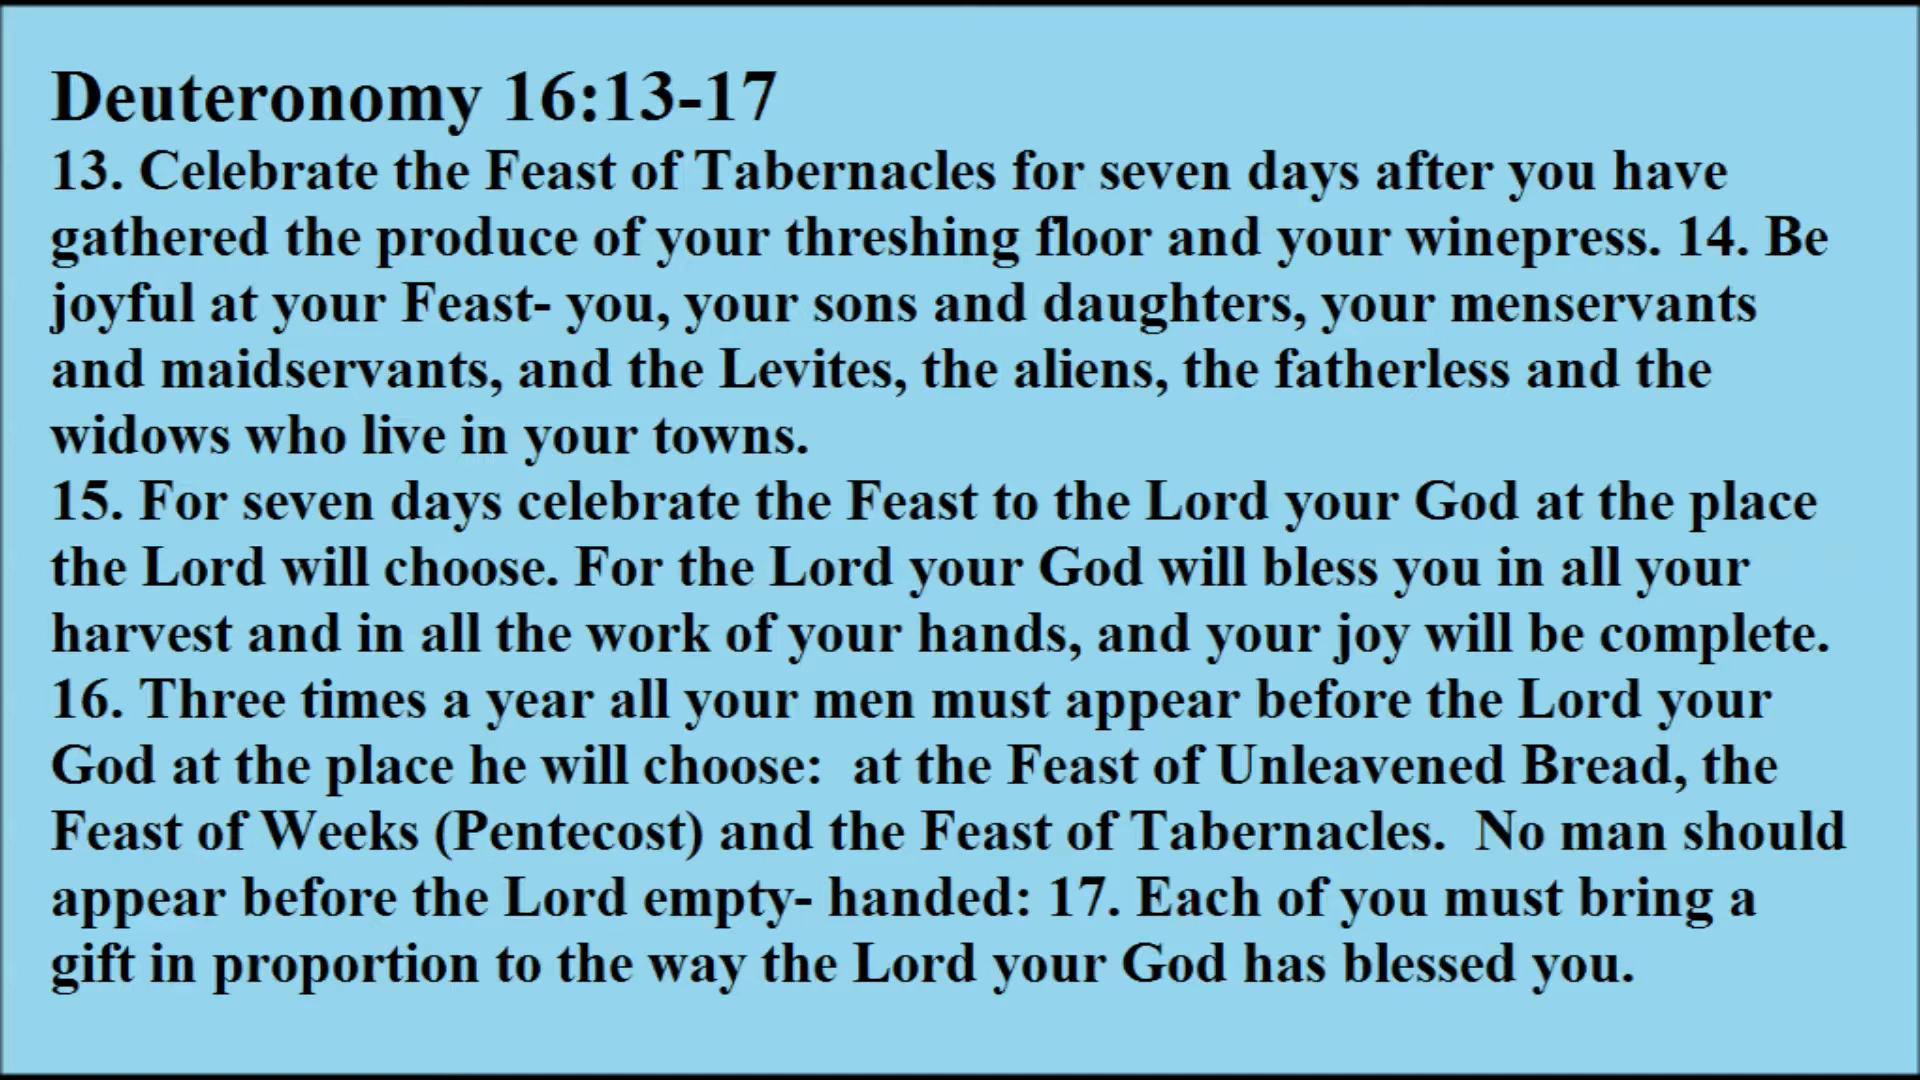 Deuteronomy 16:13-17
13. Celebrate the Feast of Tabernacles for seven days after you have
gathered the produce of your threshing floor and your winepress. 14. Be
joyful at your Feast- you, your sons and daughters, your menservants
and maidservants, and the Levites, the aliens, the fatherless and the
widows who live in your towns.
15. For seven days celebrate the Feast to the Lord your God at the place
the Lord will choose. For the Lord your God will bless you in all your
harvest and in all the work of your hands, and your joy will be complete.
16. Three times a year all your men must appear before the Lord your
God at the place he will choose:  at the Feast of Unleavened Bread, the
Feast of Weeks (Pentecost) and the Feast of Tabernacles.  No man should
appear before the Lord empty- handed: 17. Each of you must bring a
gift in proportion to the way the Lord your God has blessed you.